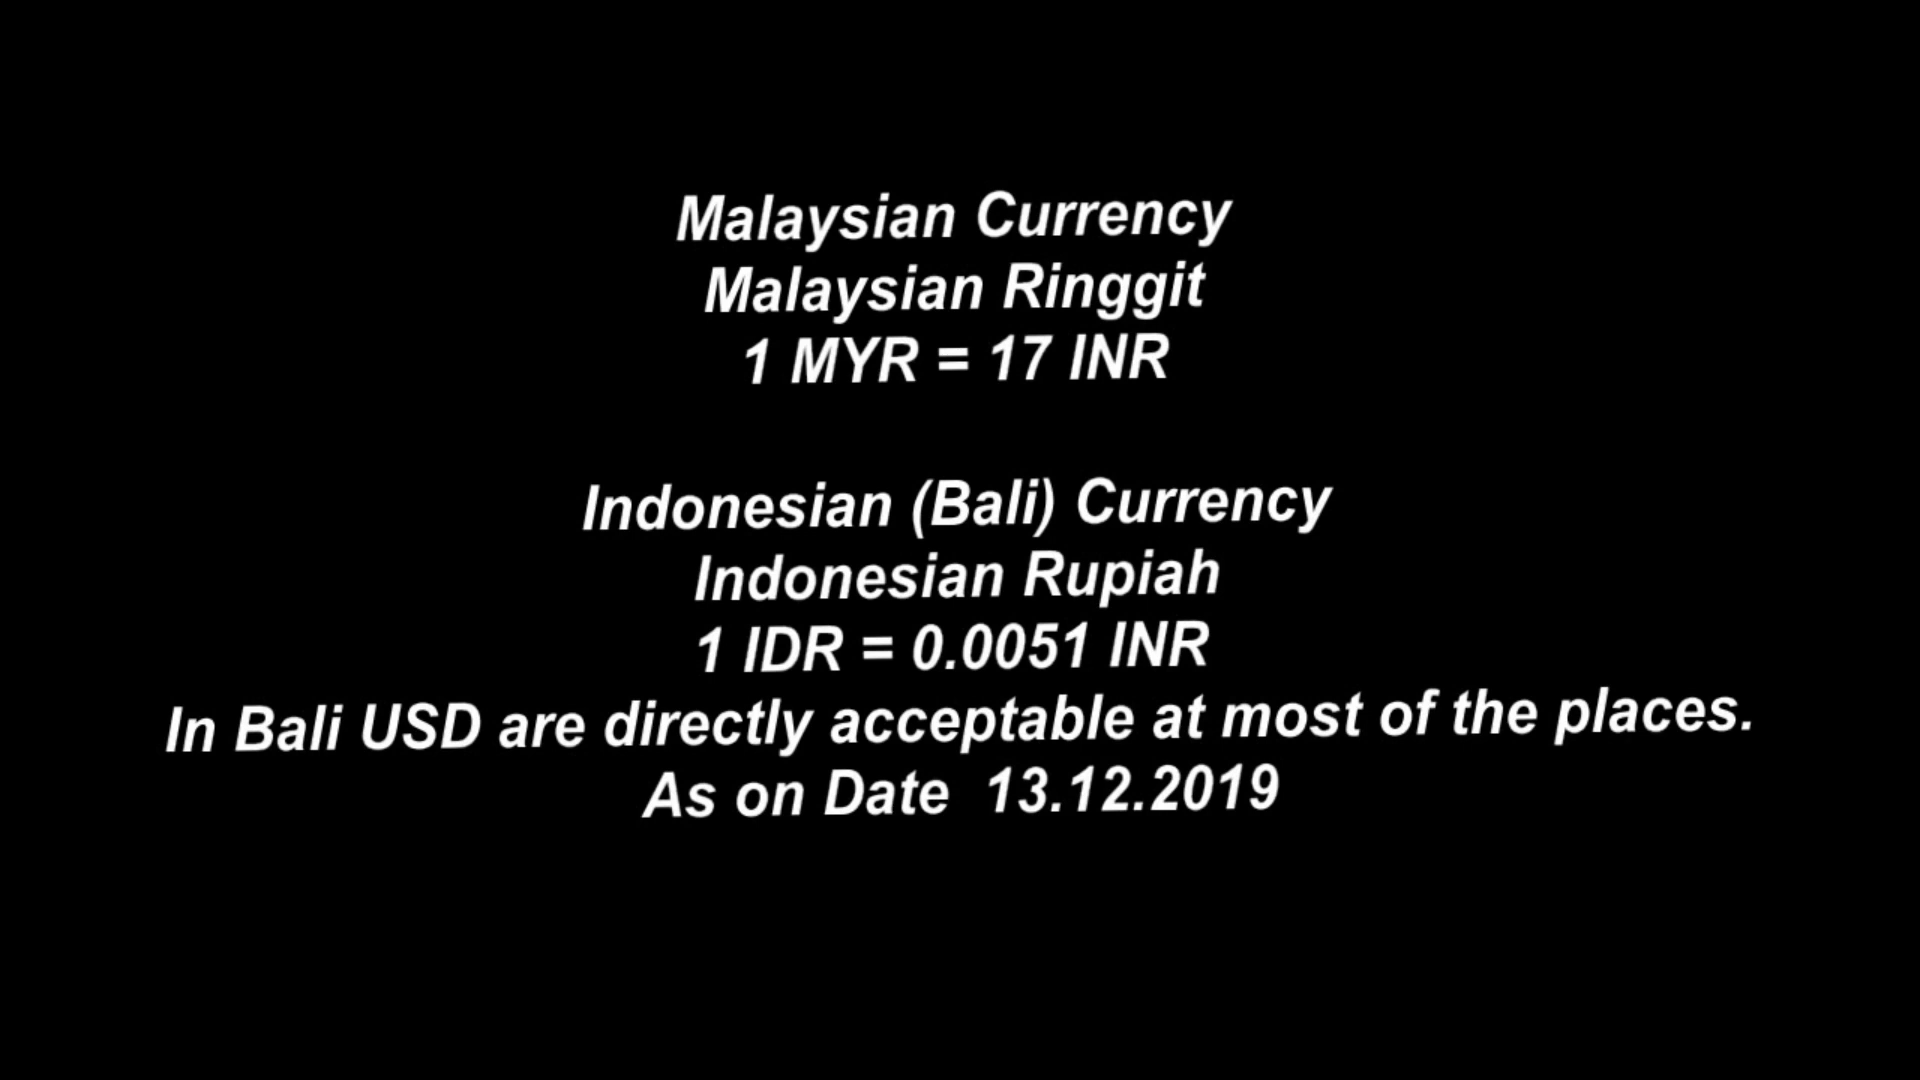 Malaysian Currency
Malaysian Ringgit
1 MYR = 17 INR
Indonesian (Bali) Currency
Indonesian Rupiah
1 IDR = 0.0051 INR
In Bali USD are directly acceptable at most of the places.
As on Date 13.12.2019